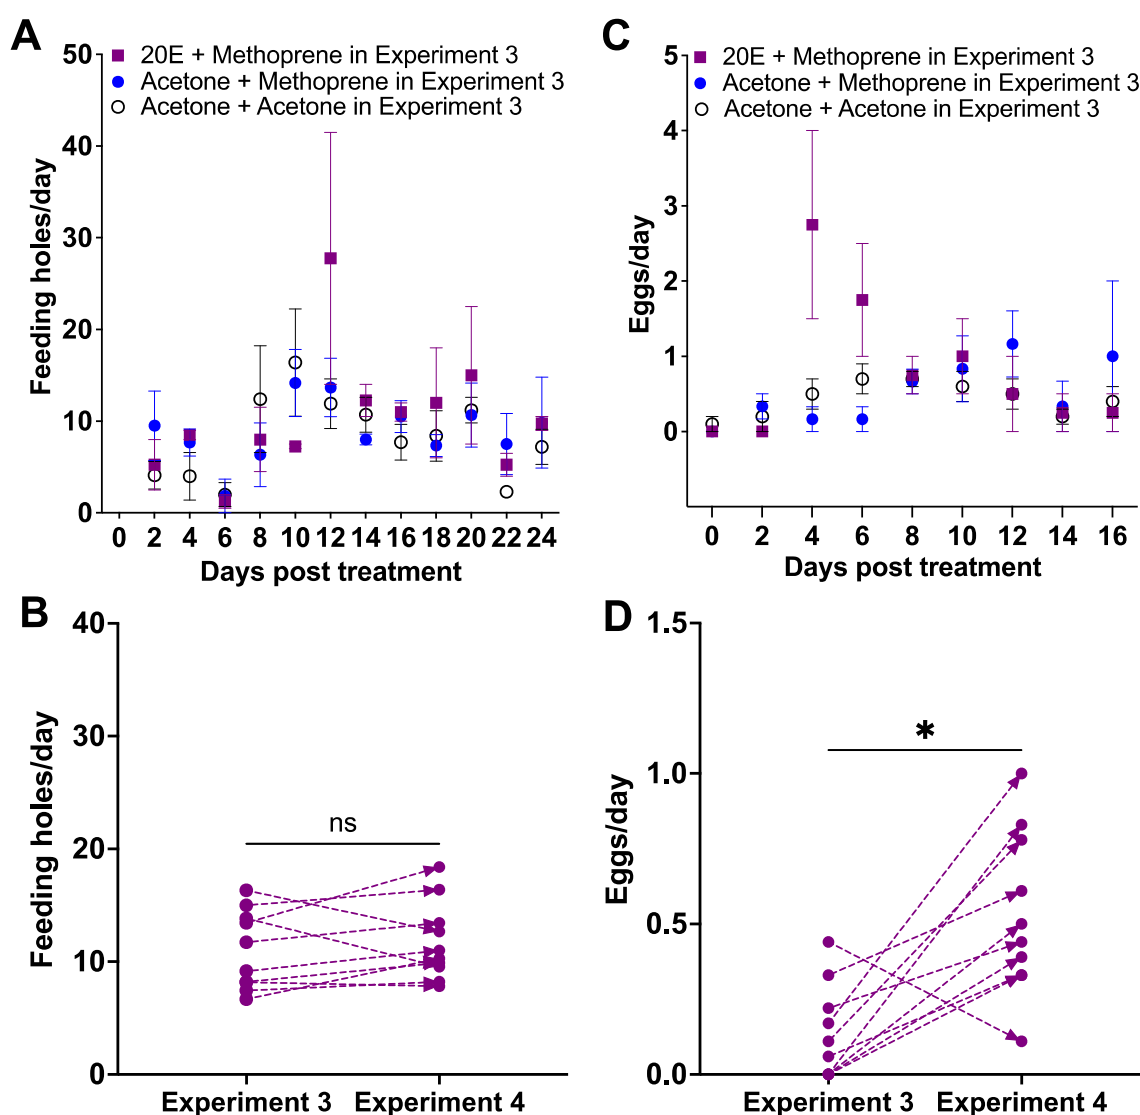 A
50
40
30
20
10
0
Feeding holes/day
20E + Methoprene in Experiment 3
Acetone + Methoprene in Experiment 3
Acetone + Acetone in Experiment 3
0 2 4 6 8 10 12 14 16 18 20 22 24
Days post treatment
C
5
4
3
2
1
0
Eggs/day
20E + Methoprene in Experiment 3
Acetone + Methoprene in Experiment 3
Acetone + Acetone in Experiment 3
0 2 4 6 8 10 12 14 16
Days post treatment
B
40
30
20
10
0
Feeding holes/day
ns
Experiment 3 Experiment 4
D
1.5
1.0
0.5
0.0
Eggs/day
*
Experiment 3 Experiment 4